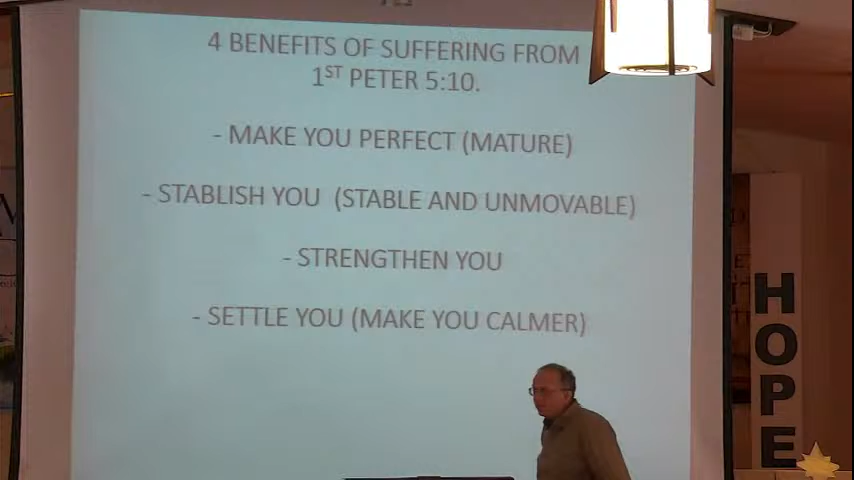 4 BENEFITS OF SUFFERING FROM
1ST PETER 5:10.
- MAKE YOU PERFECT (MATURE)
- STABLISH YOU (STABLE AND UNMOVABLE)
- STRENGTHEN YOU
- SETTLE YOU (MAKE YOU CALMER)
HOPE